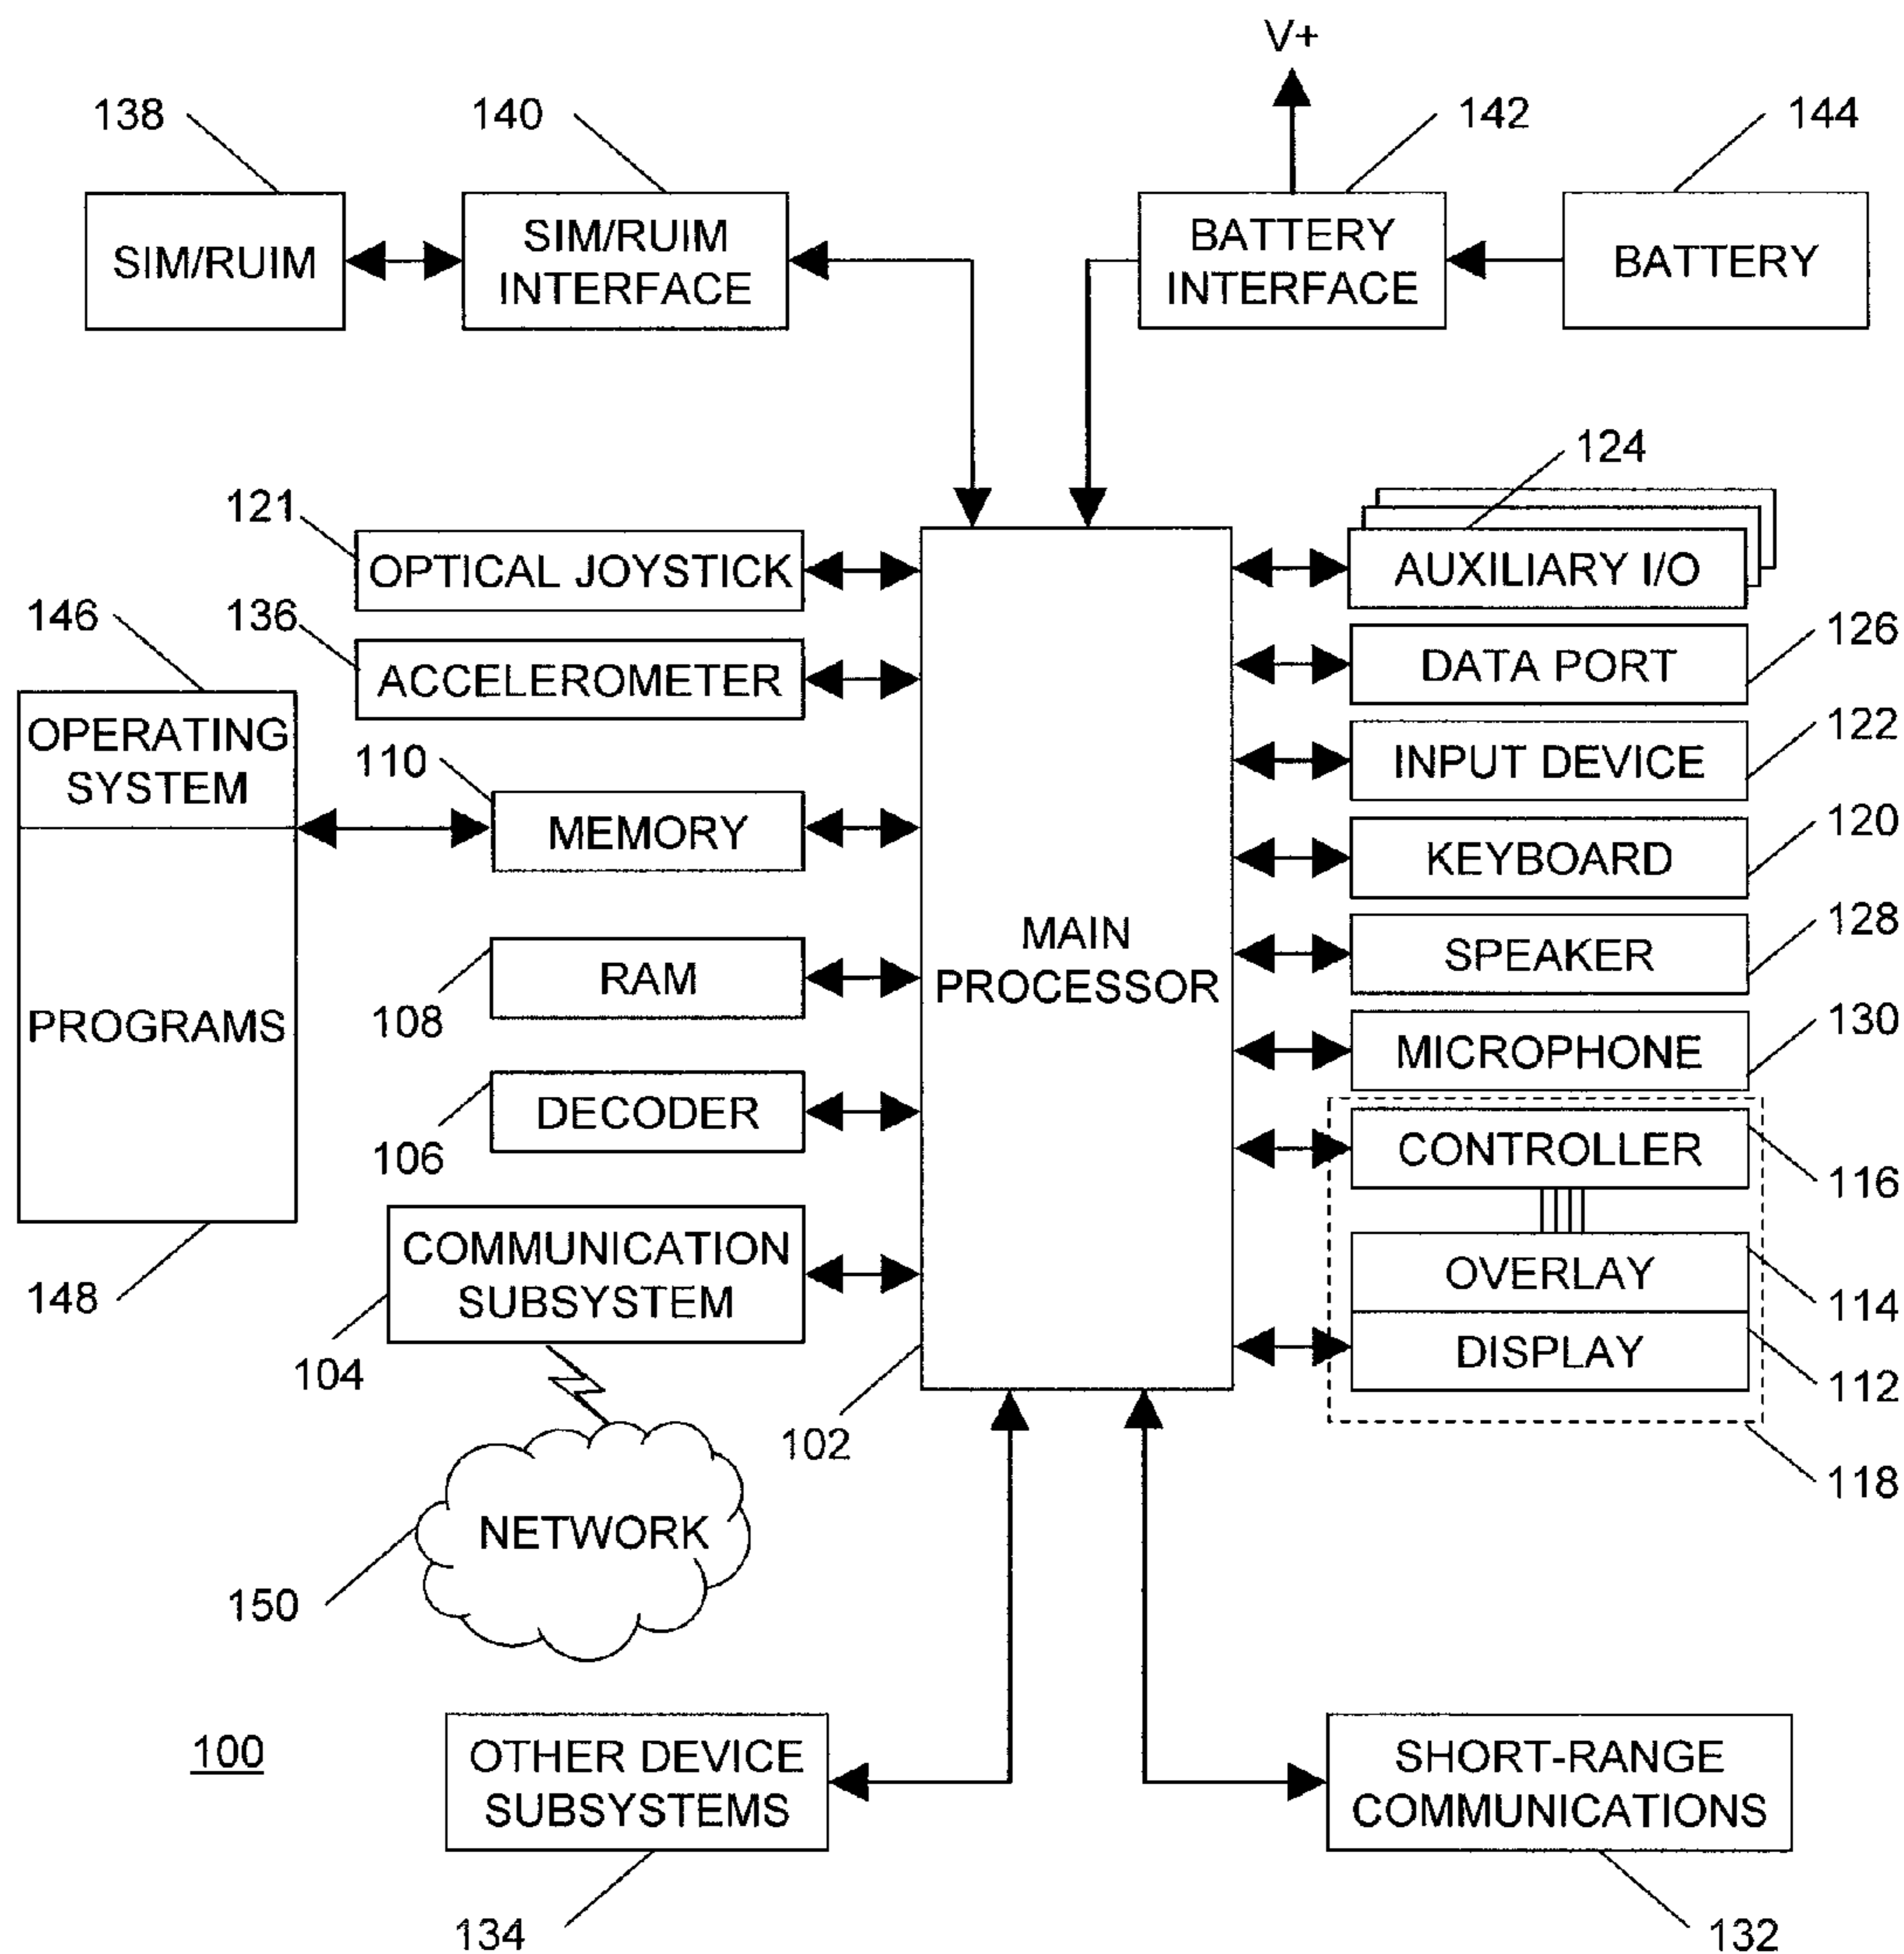 V+
138
140
142
144
SIM/RUIM
SIM/RUIM
INTERFACE
BATTERY
INTERFACE
BATTERY
124
121
OPTICAL JOYSTICK
AUXILIARY I/O
146
136
ACCELEROMETER
126
DATA PORT
OPERATING
SYSTEM
110
122
INPUT DEVICE
MEMORY
120
KEYBOARD
MAIN
PROCESSOR
128
SPEAKER
RAM
108
PROGRAMS
130
MICROPHONE
DECODER
106
CONTROLLER
116
COMMUNICATION
SUBSYSTEM
148
104
OVERLAY
114
DISPLAY
112
102
118
NETWORK
150
100
OTHER DEVICE
SUBSYSTEMS
SHORT-RANGE
COMMUNICATIONS
134
132